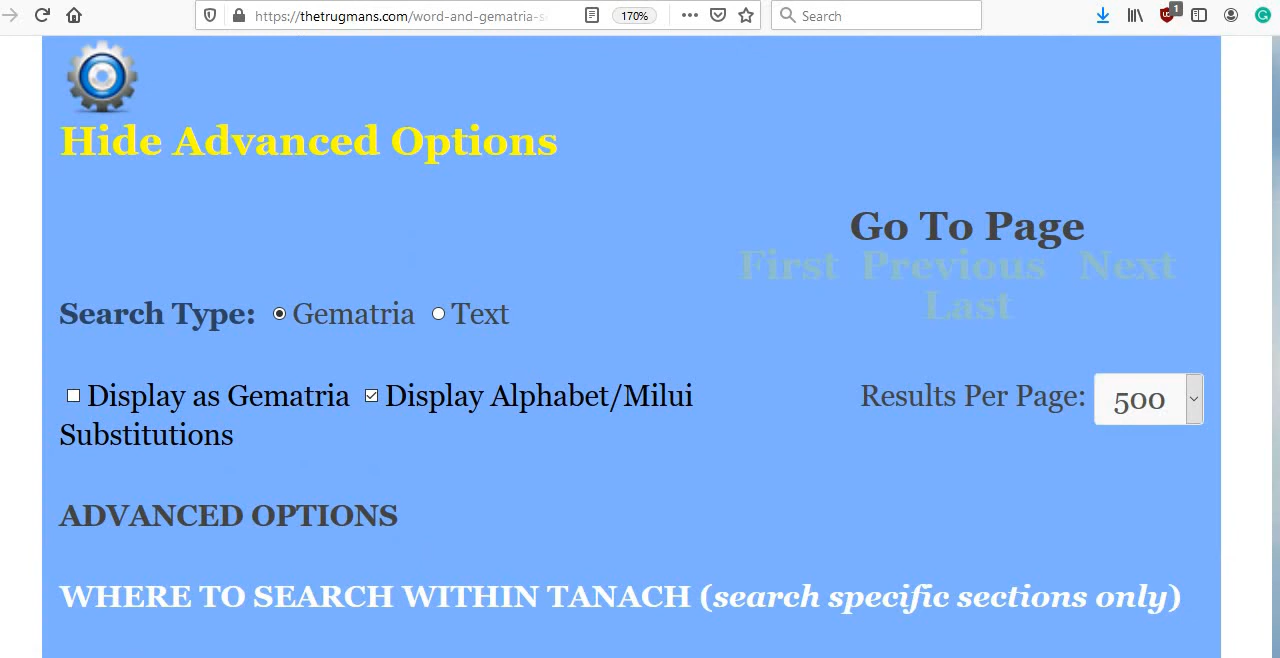 https://thetrugmans.com/word-and-gematria-s
170%
Search
1
Hide Advanced Options
Go To Page
First Previous Next
Last
Search Type: Gematria Text
Display as Gematria Display Alphabet/Milui
Substitutions
Results Per Page: 500
ADVANCED OPTIONS
WHERE TO SEARCH WITHIN TANACH (search specific sections only)